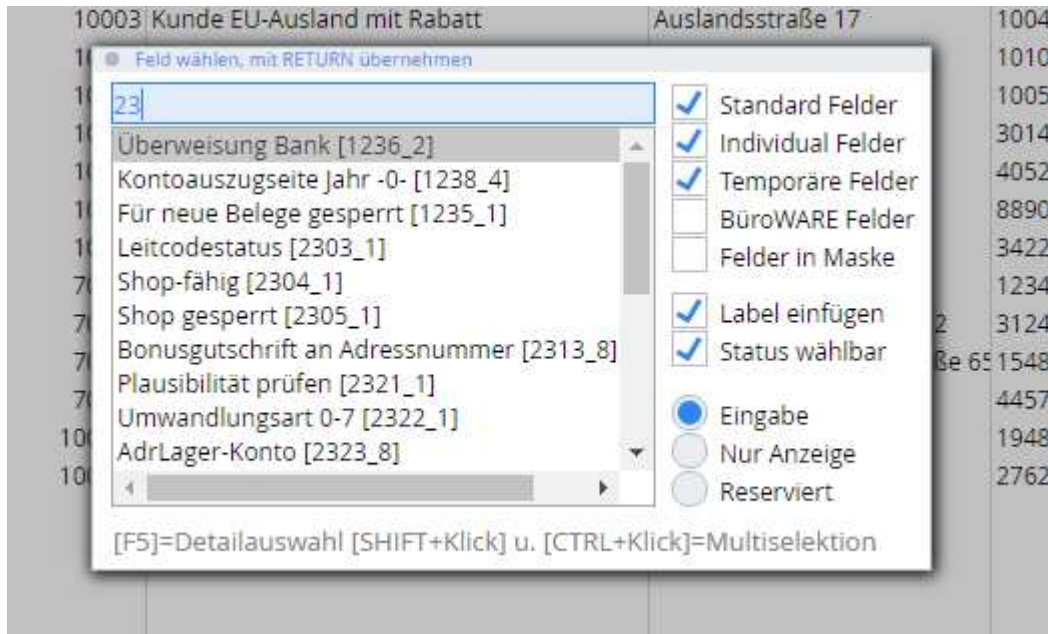 10003 Kunde EU-Ausland mit Rabatt Auslandsstraße 17 1004
Feld wählen, mit RETURN übernehmen
1010
23
1005
3014
4052
8890
3422
1234
2 3124
ße 65 1548
4457
1948
2762
Überweisung Bank [1236_2]
Kontoauszugseite Jahr -0- [1238_4]
Für neue Belege gesperrt [1235_1]
Leitcodestatus [2303_1]
Shop-fähig [2304_1]
Shop gesperrt [2305_1]
Bonusgutschrift an Adressnummer [2313_8]
Plausibilität prüfen [2321_1]
Umwandlungsart 0-7 [2322_1]
AdrLager-Konto [2323_8]
Standard Felder
Individual Felder
Temporäre Felder
BüroWARE Felder
Felder in Maske
Label einfügen
Status wählbar
Eingabe
Nur Anzeige
Reserviert
[F5]=Detailauswahl [SHIFT+Klick] u. [CTRL+Klick]=Multiselektion